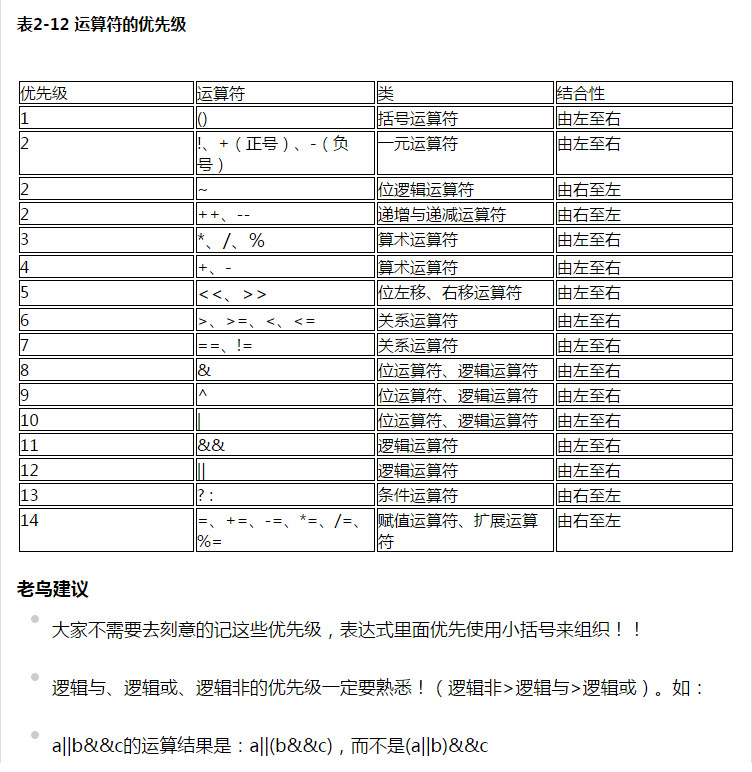 表2-12 运算符的优先级
优先级 运算符 类 结合性
1 () 括号运算符 由左至右
2 !、+（正号）、-（负号） 一元运算符 由左至右
2 ~ 位逻辑运算符 由右至左
2 ++、-- 递增与递减运算符 由右至左
3 *、/、% 算术运算符 由左至右
4 +、- 算术运算符 由左至右
5 <<、>> 位左移、右移运算符 由左至右
6 >、>=、<、<= 关系运算符 由左至右
7 ==、!= 关系运算符 由左至右
8 & 位运算符、逻辑运算符 由左至右
9 ^ 位运算符、逻辑运算符 由左至右
10 | 位运算符、逻辑运算符 由左至右
11 && 逻辑运算符 由左至右
12 || 逻辑运算符 由左至右
13 ? : 条件运算符 由右至左
14 =、+=、-=、*=、/=、%= 赋值运算符、扩展运算符 由右至左
老鸟建议
大家不需要去刻意的记这些优先级，表达式里面优先使用小括号来组织！！
逻辑与、逻辑或、逻辑非的优先级一定要熟悉！（逻辑非>逻辑与>逻辑或）。如：
a||b&&c的运算结果是：a||(b&&c)，而不是(a||b)&&c